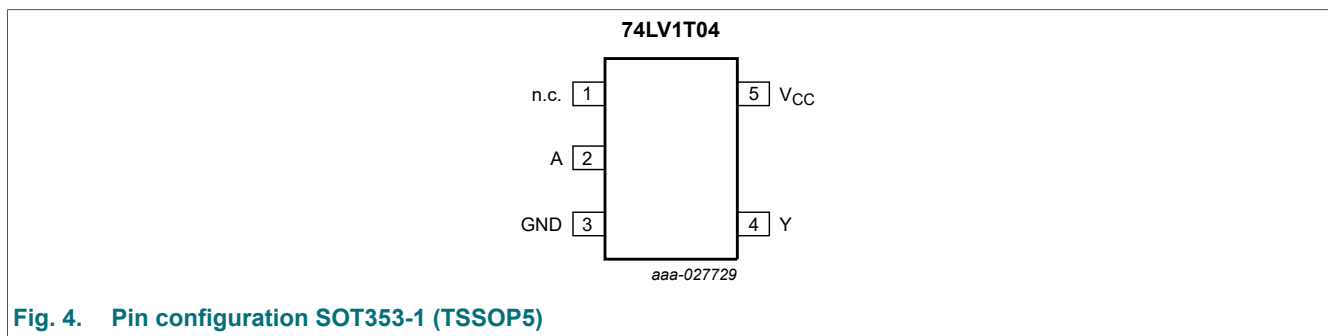 74LV1T04
n.c. 1
5 VCC
A 2
GND 3
4 Y
aaa-027729
Fig. 4. Pin configuration SOT353-1 (TSSOP5)